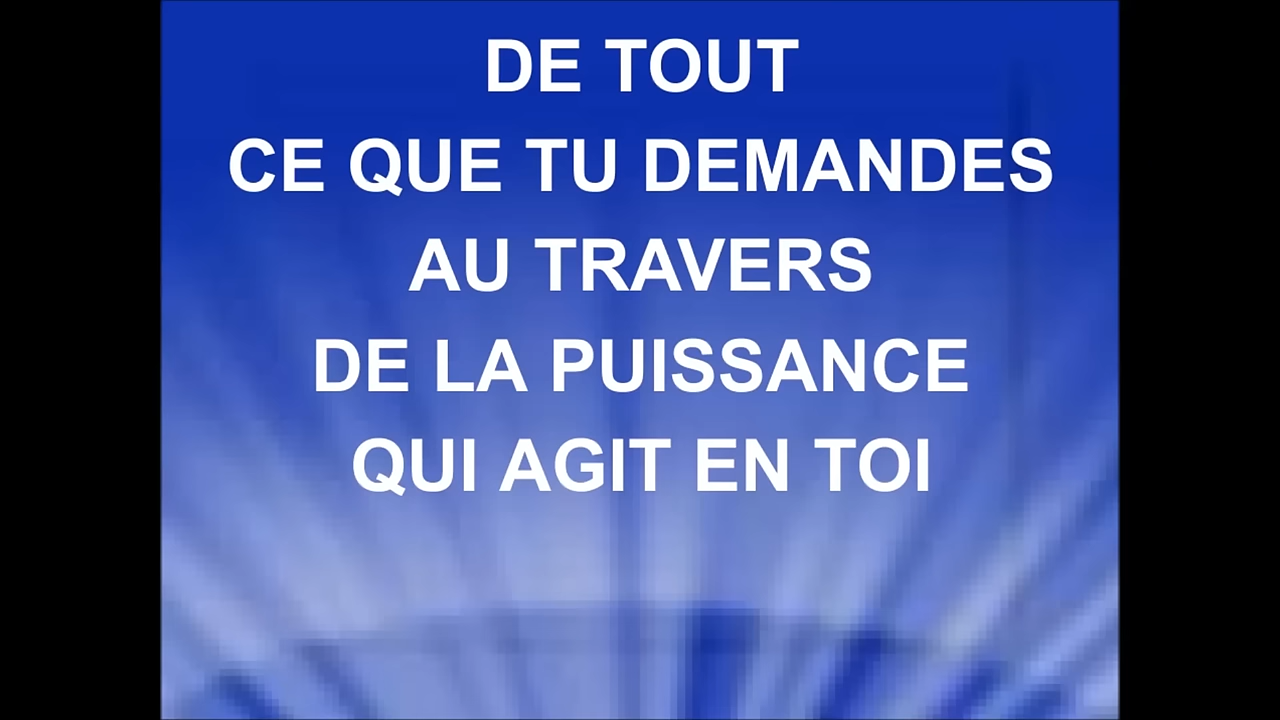 DE TOUT
CE QUE TU DEMANDES
AU TRAVERS
DE LA PUISSANCE
QUI AGIT EN TOI